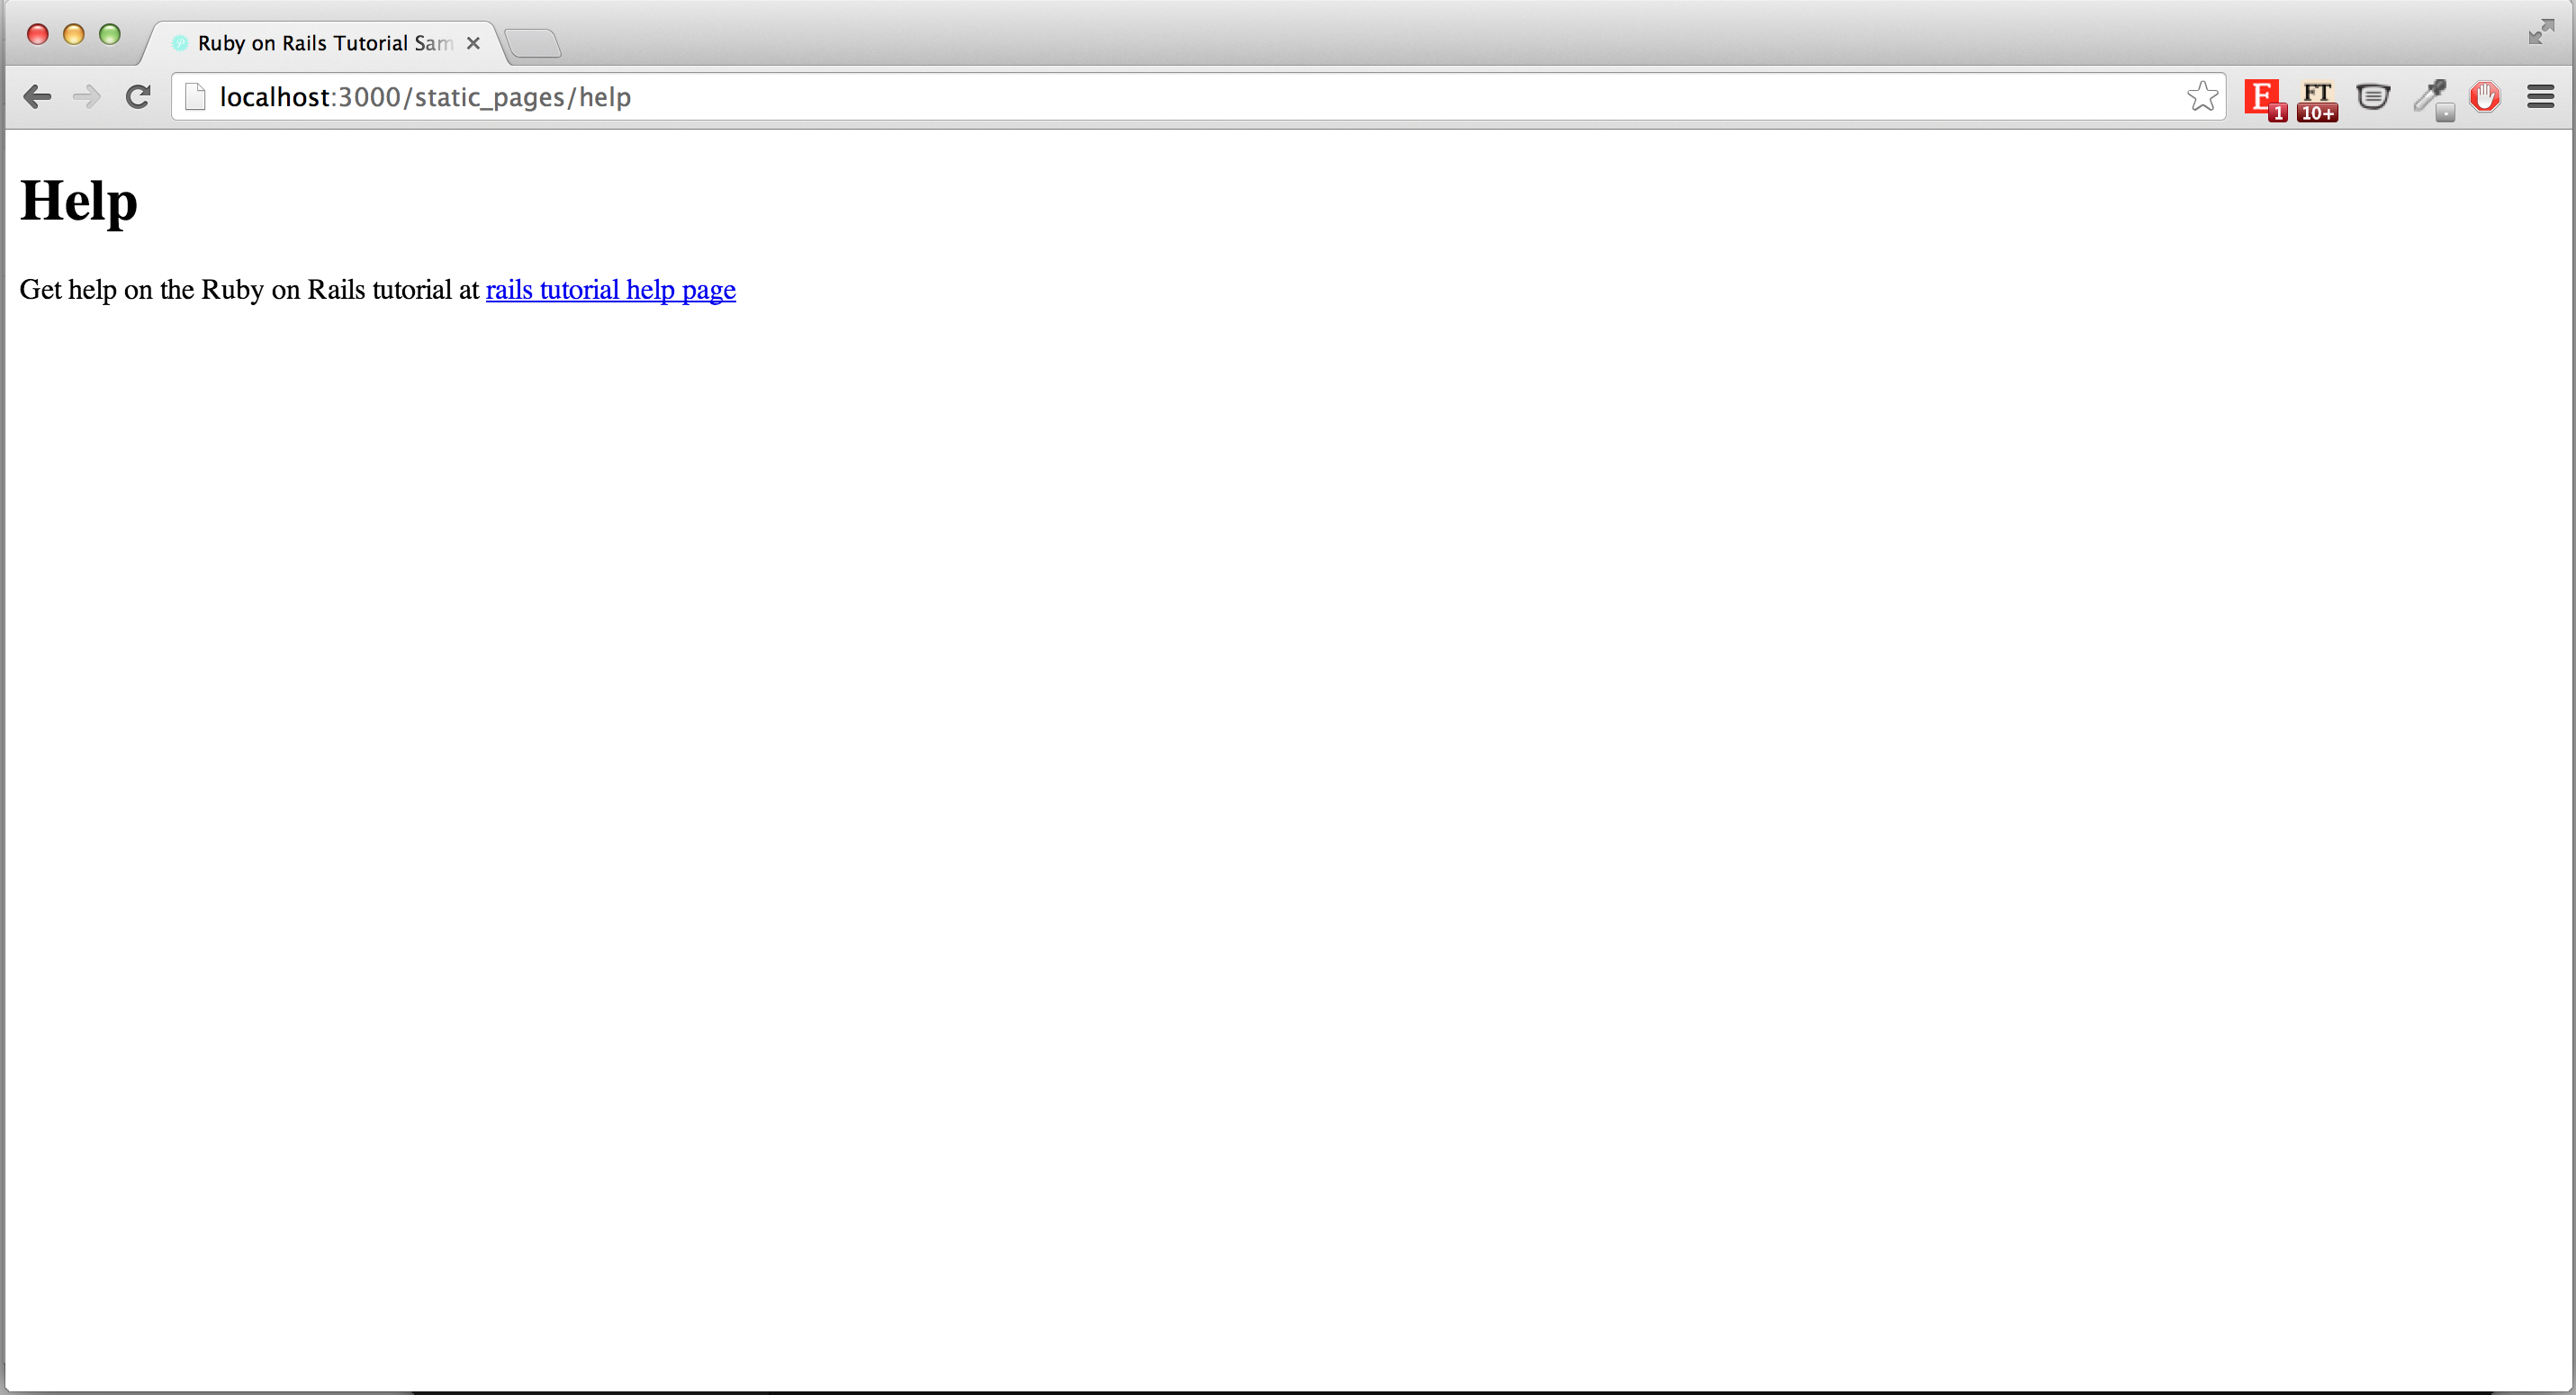 Ruby on Rails Tutorial Sam
localhost:3000/static_pages/help
F
1
FT
10+
Help
Get help on the Ruby on Rails tutorial at rails tutorial help page